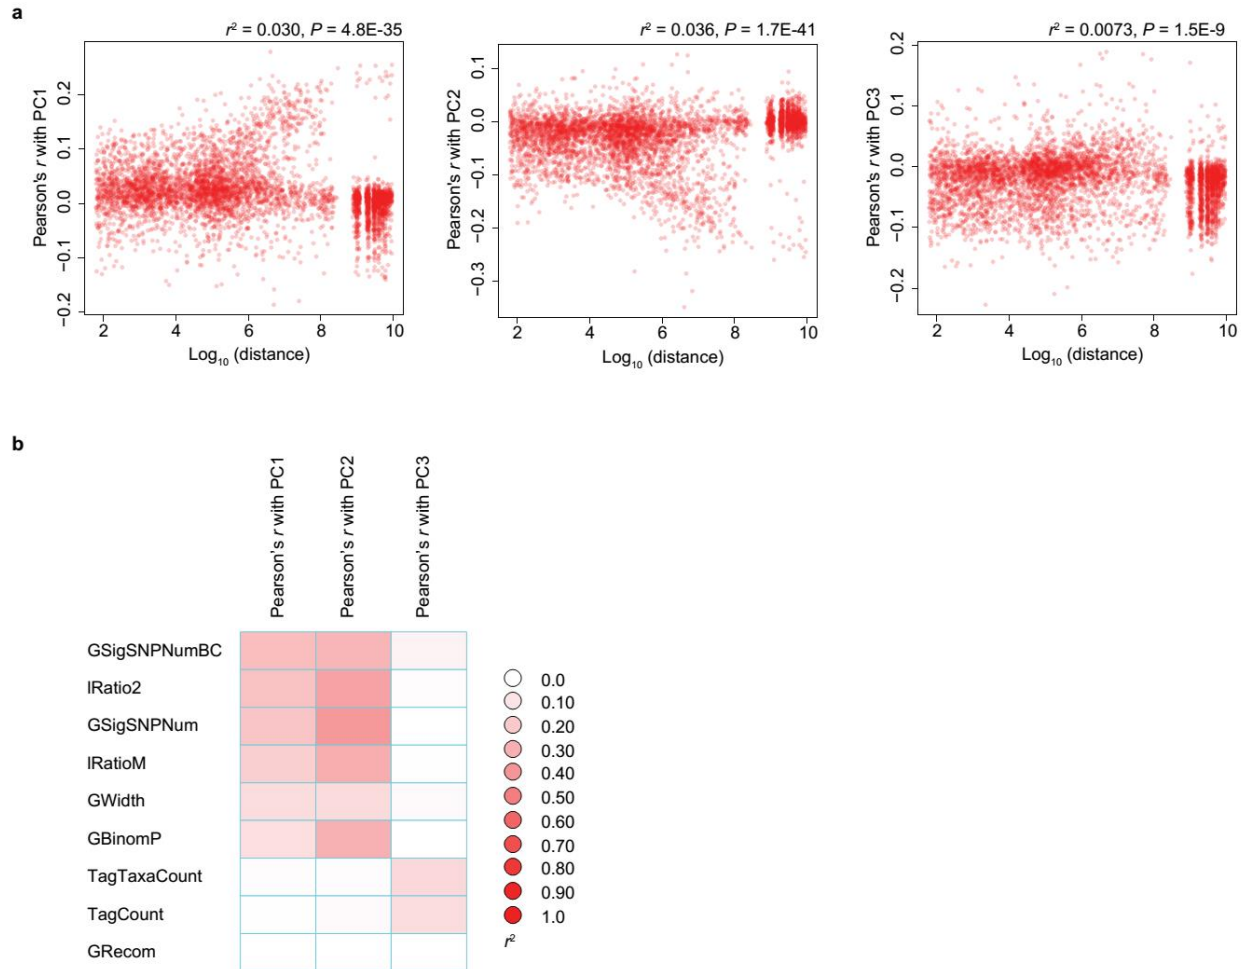 a
r² = 0.030, P = 4.8E-35
Pearson's r with PC1
0.2
0.1
0.0
−0.1
−0.2
2 4 6 8 10
Log₁₀ (distance)
r² = 0.036, P = 1.7E-41
Pearson's r with PC2
0.1
0.0
−0.1
−0.2
−0.3
2 4 6 8 10
Log₁₀ (distance)
r² = 0.0073, P = 1.5E-9
Pearson's r with PC3
0.2
0.1
0.0
−0.1
−0.2
2 4 6 8 10
Log₁₀ (distance)
b
Pearson's r with PC1
Pearson's r with PC2
Pearson's r with PC3
GSigSNPNumBC
lRatio2
GSigSNPNum
lRatioM
GWidth
GBinomP
TagTaxaCount
TagCount
GRecom
0.0
0.10
0.20
0.30
0.40
0.50
0.60
0.70
0.80
0.90
1.0
r²